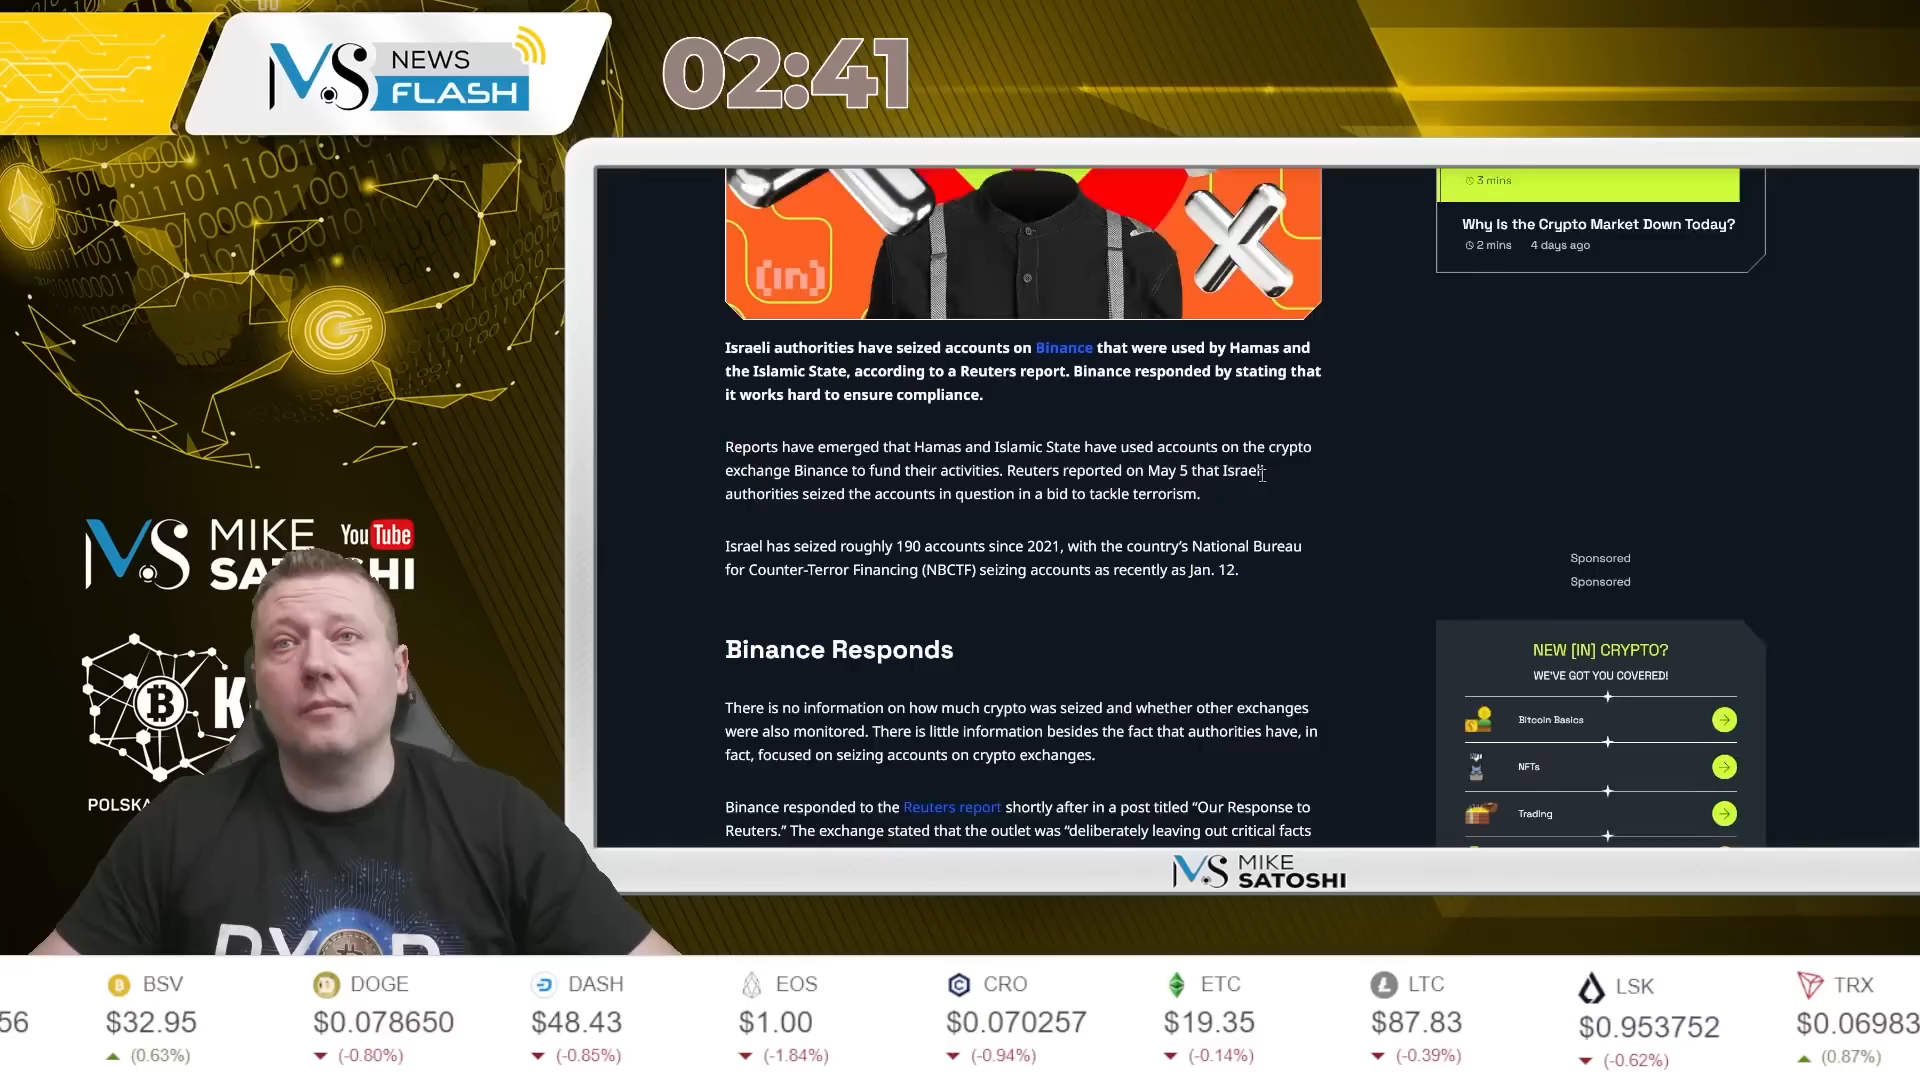 NEWS
FLASH
02:41
3 mins
Why Is the Crypto Market Down Today?
2 mins 4 days ago
[in]
Israeli authorities have seized accounts on Binance that were used by Hamas and
the Islamic State, according to a Reuters report. Binance responded by stating that
it works hard to ensure compliance.
Reports have emerged that Hamas and Islamic State have used accounts on the crypto
exchange Binance to fund their activities. Reuters reported on May 5 that Israeli
authorities seized the accounts in question in a bid to tackle terrorism.
Israel has seized roughly 190 accounts since 2021, with the country’s National Bureau
for Counter-Terror Financing (NBCTF) seizing accounts as recently as Jan. 12.
Binance Responds
There is no information on how much crypto was seized and whether other exchanges
were also monitored. There is little information besides the fact that authorities have, in
fact, focused on seizing accounts on crypto exchanges.
Binance responded to the Reuters report shortly after in a post titled “Our Response to
Reuters.” The exchange stated that the outlet was “deliberately leaving out critical facts
Sponsored
Sponsored
NEW [IN] CRYPTO?
WE'VE GOT YOU COVERED!
Bitcoin Basics
NFTs
Trading
MS MIKE
SATOSHI
MS MIKE YouTube
SA HI
K
POLSKA
DYOR
56
BSV
$32.95
(0.63%)
DOGE
$0.078650
(-0.80%)
DASH
$48.43
(-0.85%)
EOS
$1.00
(-1.84%)
CRO
$0.070257
(-0.94%)
ETC
$19.35
(-0.14%)
LTC
$87.83
(-0.39%)
LSK
$0.953752
(-0.62%)
TRX
$0.06983
(0.87%)